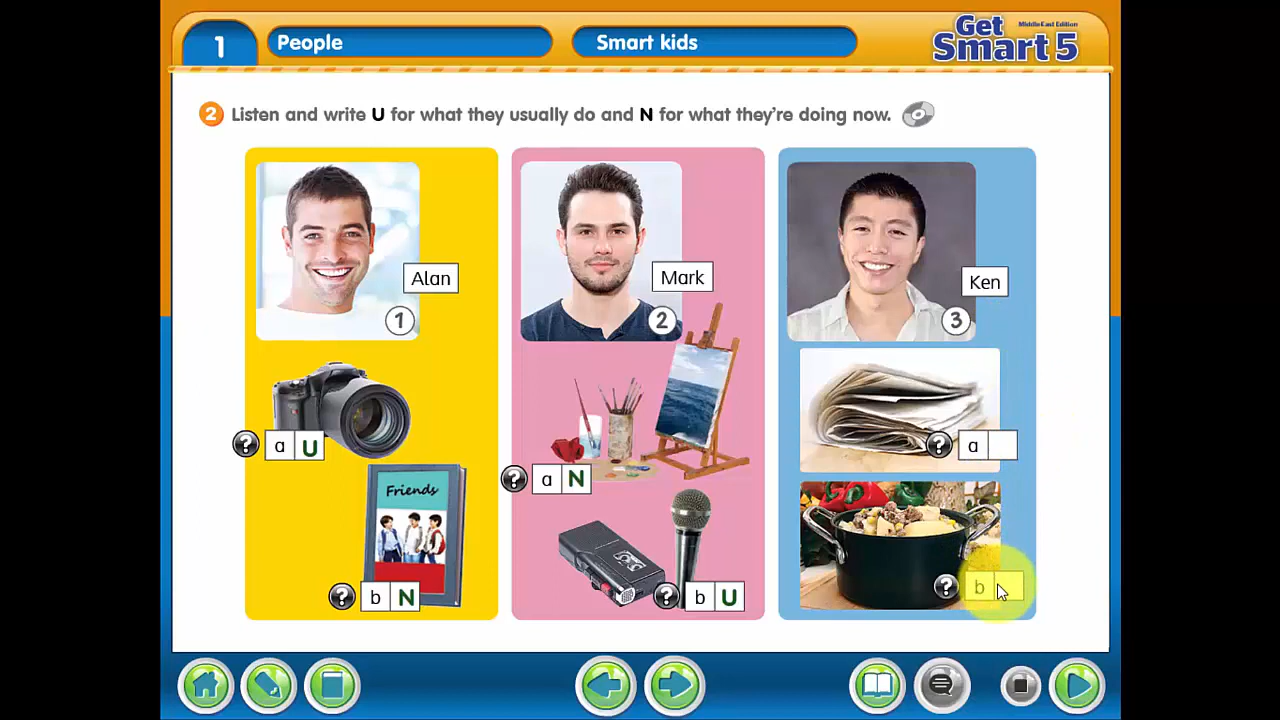 1 People Smart kids Get Smart 5 Middle East Edition
2 Listen and write U for what they usually do and N for what they're doing now.
Alan
1
a U
Friends
b N
Mark
2
a N
b U
Ken
3
a
b